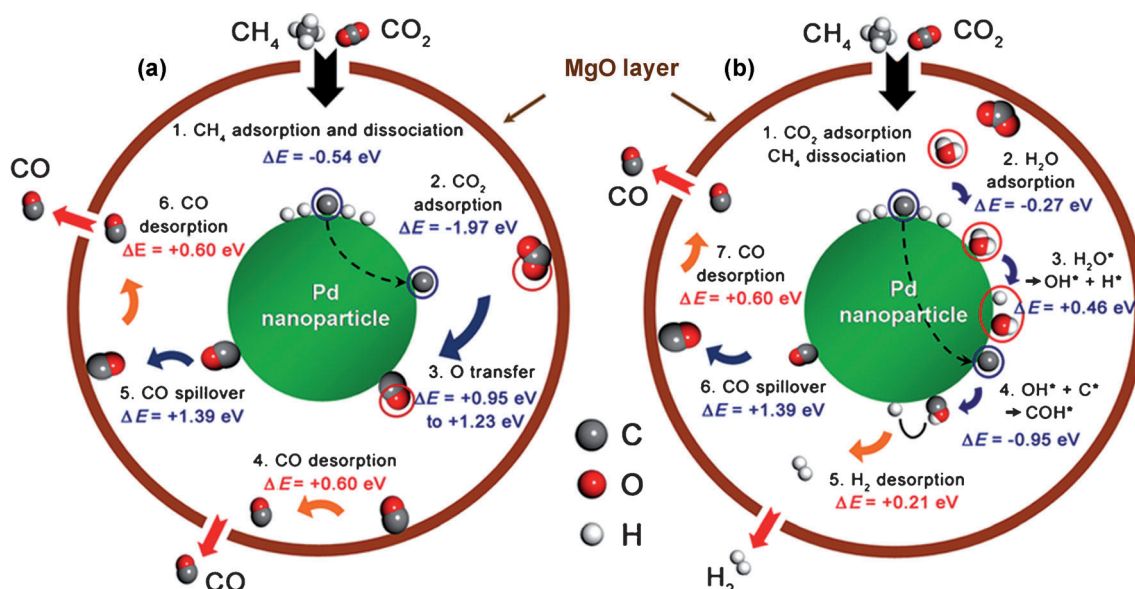 CH₄ CO₂
(a)
1. CH₄ adsorption and dissociation
ΔE = -0.54 eV
2. CO₂
adsorption
ΔE = -1.97 eV
3. O transfer
ΔE = +0.95 eV
to +1.23 eV
4. CO desorption
ΔE = +0.60 eV
5. CO spillover
ΔE = +1.39 eV
6. CO
desorption
ΔE = +0.60 eV
CO
CO
Pd
nanoparticle
MgO layer
C
O
H
CH₄ CO₂
(b)
1. CO₂ adsorption
CH₄ dissociation
2. H₂O
adsorption
ΔE = -0.27 eV
3. H₂O*
→ OH* + H*
ΔE = +0.46 eV
4. OH* + C*
→ COH*
ΔE = -0.95 eV
5. H₂ desorption
ΔE = +0.21 eV
6. CO spillover
ΔE = +1.39 eV
7. CO
desorption
ΔE = +0.60 eV
CO
H₂
Pd
nanoparticle